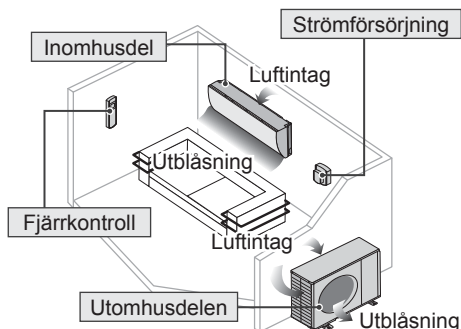 Strömförsörjning
Inomhusdel
Luftintag
Utblåsning
Fjärrkontroll
Luftintag
Utomhusdelen
Utblåsning